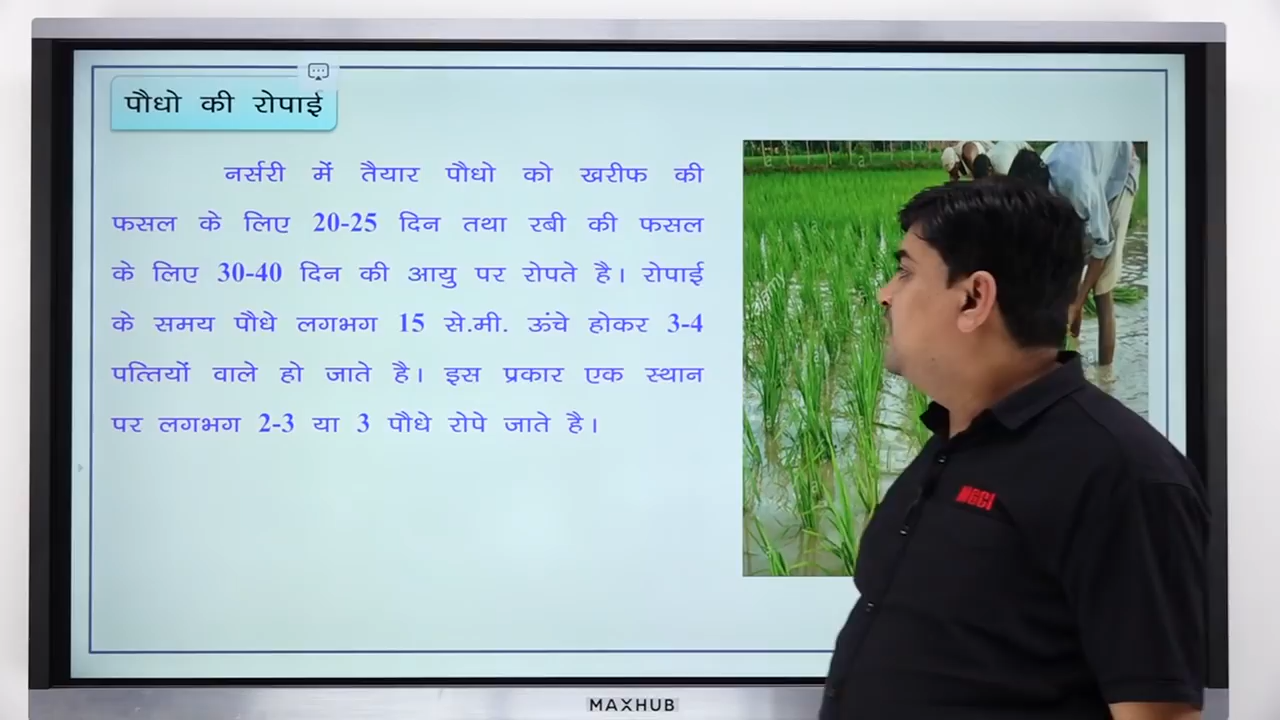 पौधो की रोपाई
नर्सरी में तैयार पौधो को खरीफ की
फसल के लिए 20-25 दिन तथा रबी की फसल
के लिए 30-40 दिन की आयु पर रोपते है। रोपाई
के समय पौधे लगभग 15 से.मी. ऊंचे होकर 3-4
पत्तियों वाले हो जाते है। इस प्रकार एक स्थान
पर लगभग 2-3 या 3 पौधे रोपे जाते है।
MAXHUB